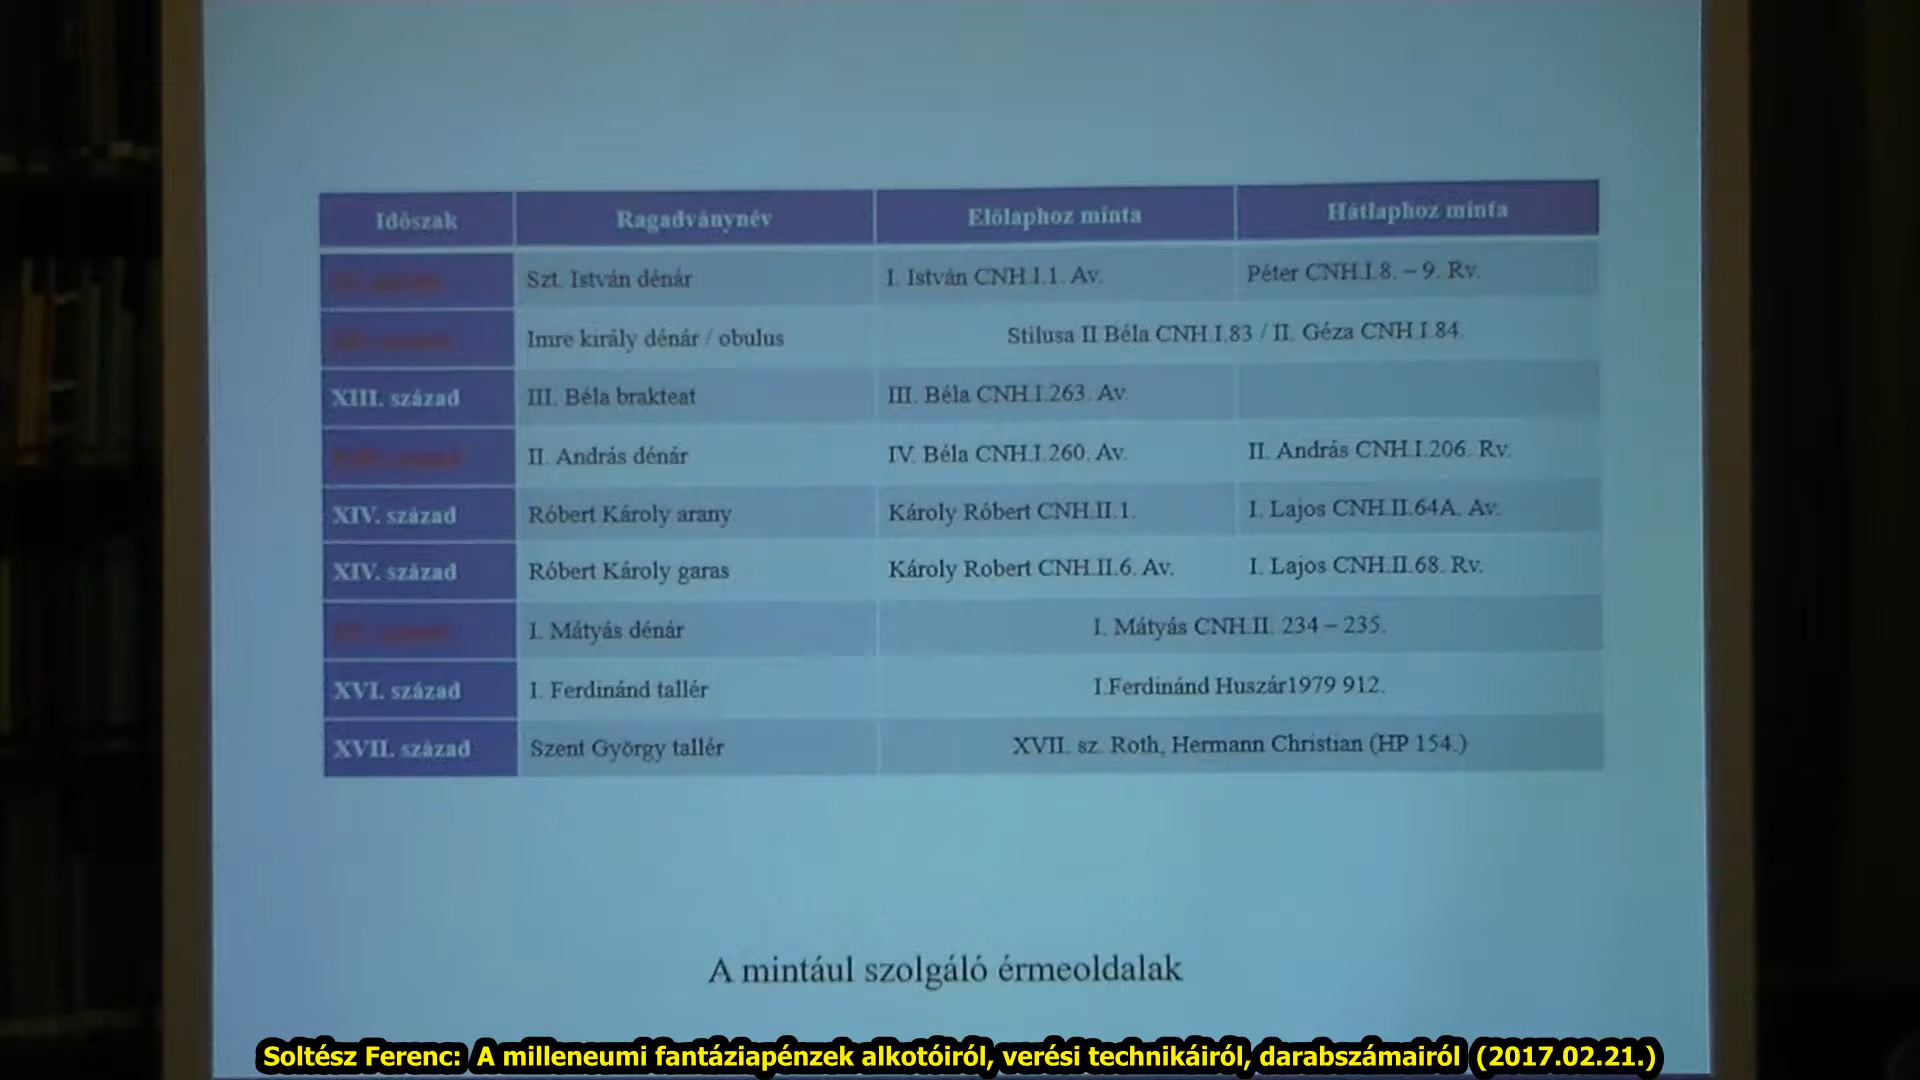 Időszak Ragadványnév Előlaphoz minta Hátlaphoz minta
Szt. István dénár I. István CNH.I.1. Av. Péter CNH.I.8. – 9. Rv.
Imre király dénár / obulus Stilusa II Béla CNH.I.83 / II. Géza CNH.I.84.
XIII. század III. Béla brakteat III. Béla CNH.I.263. Av.
II. András dénár IV. Béla CNH.I.260. Av. II. András CNH.I.206. Rv.
XIV. század Róbert Károly arany Károly Róbert CNH.II.1. I. Lajos CNH.II.64A. Av.
XIV. század Róbert Károly garas Károly Robert CNH.II.6. Av. I. Lajos CNH.II.68. Rv.
I. Mátyás dénár I. Mátyás CNH.II. 234 – 235.
XVI. század I. Ferdinánd tallér I.Ferdinánd Huszár1979 912.
XVII. század Szent György tallér XVII. sz. Roth, Hermann Christian (HP 154.)
A mintául szolgáló érmeoldalak
Soltész Ferenc: A milleneumi fantáziapénzek alkotóiról, verési technikáiról, darabszámairól (2017.02.21.)